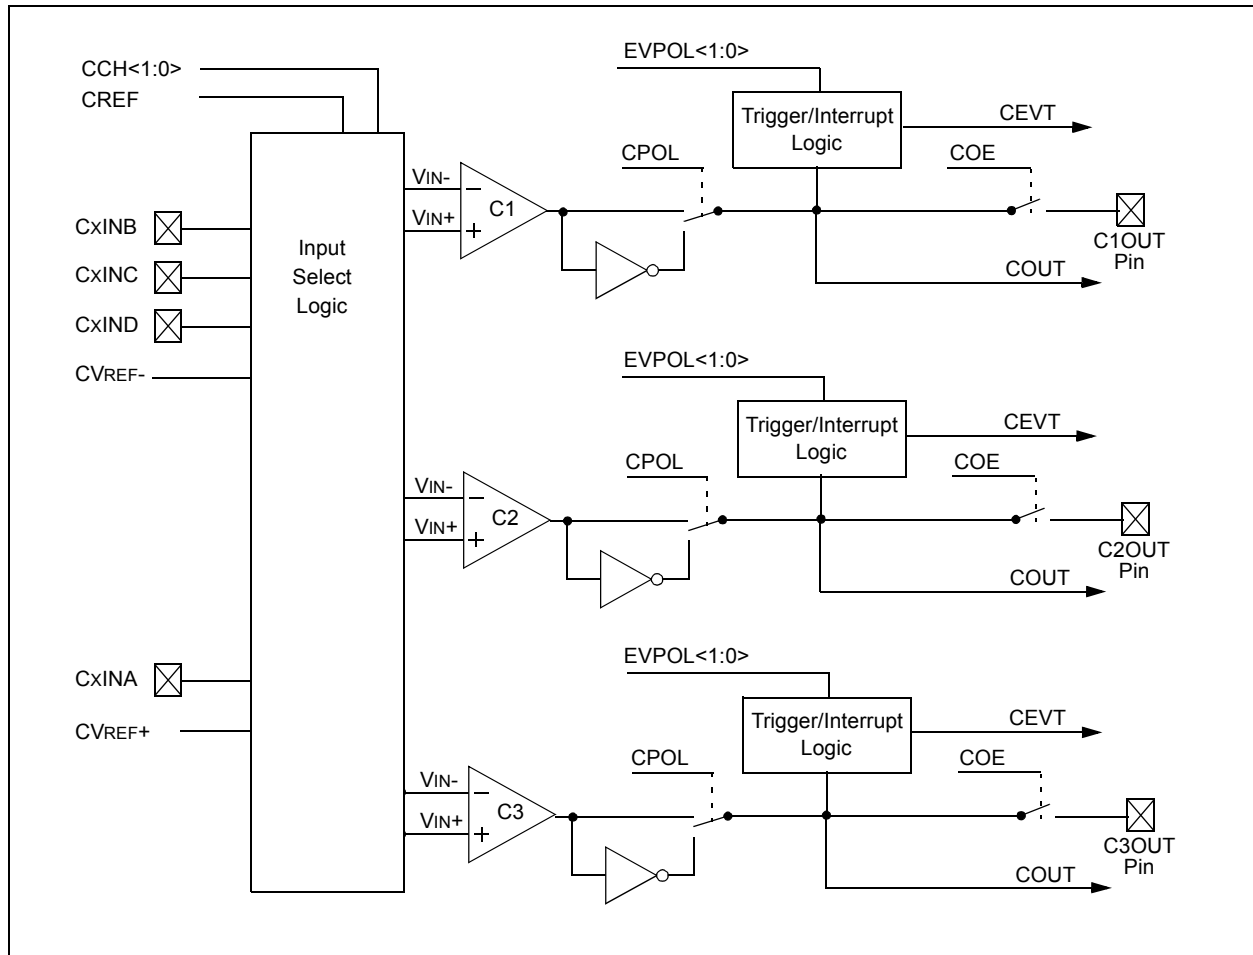 CCH<1:0>
CREF
CxINB
CxINC
CxIND
CVREF-
CxINA
CVREF+
Input
Select
Logic
EVPOL<1:0>
Trigger/Interrupt
Logic
CEVT
CPOL
COE
VIN-
VIN+
C1
C1OUT
Pin
COUT
EVPOL<1:0>
Trigger/Interrupt
Logic
CEVT
CPOL
COE
VIN-
VIN+
C2
C2OUT
Pin
COUT
EVPOL<1:0>
Trigger/Interrupt
Logic
CEVT
CPOL
COE
VIN-
VIN+
C3
C3OUT
Pin
COUT